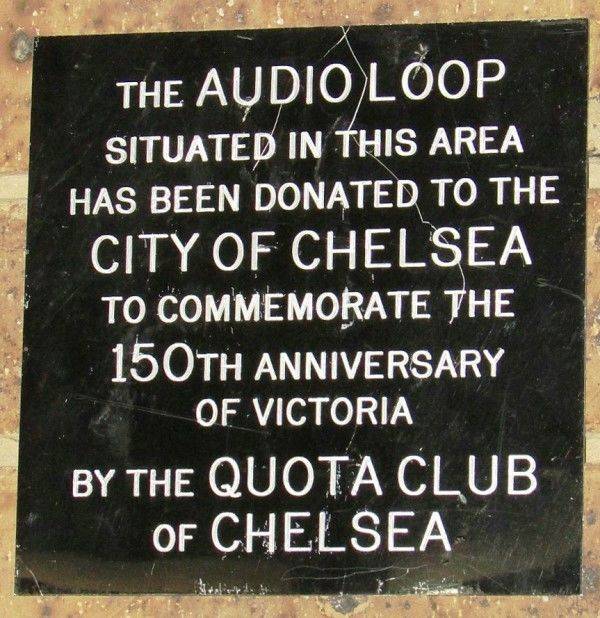 THE AUDIO LOOP
SITUATED IN THIS AREA
HAS BEEN DONATED TO THE
CITY OF CHELSEA
TO COMMEMORATE THE
150TH ANNIVERSARY
OF VICTORIA
BY THE QUOTA CLUB
OF CHELSEA